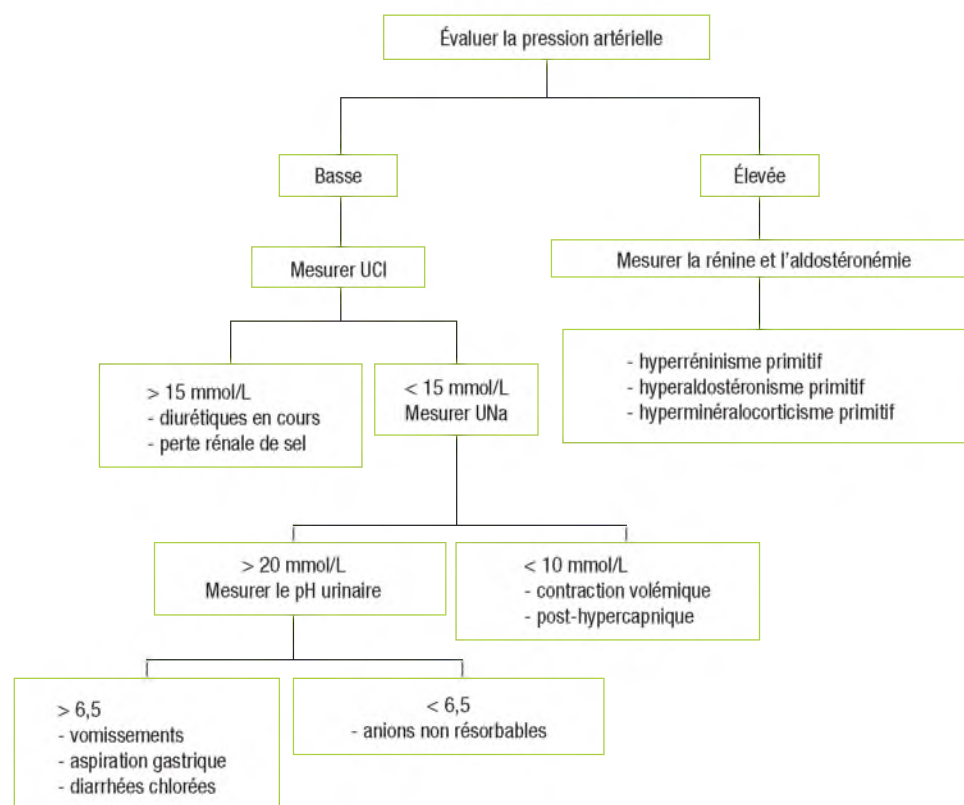 Évaluer la pression artérielle
Basse
Élevée
Mesurer UCl
Mesurer la rénine et l'aldostéronémie
> 15 mmol/L
- diurétiques en cours
- perte rénale de sel
< 15 mmol/L
Mesurer UNa
- hyperréninisme primitif
- hyperaldostéronisme primitif
- hyperminéralocorticisme primitif
> 20 mmol/L
Mesurer le pH urinaire
< 10 mmol/L
- contraction volémique
- post-hypercapnique
> 6,5
- vomissements
- aspiration gastrique
- diarrhées chlorées
< 6,5
- anions non résorbables